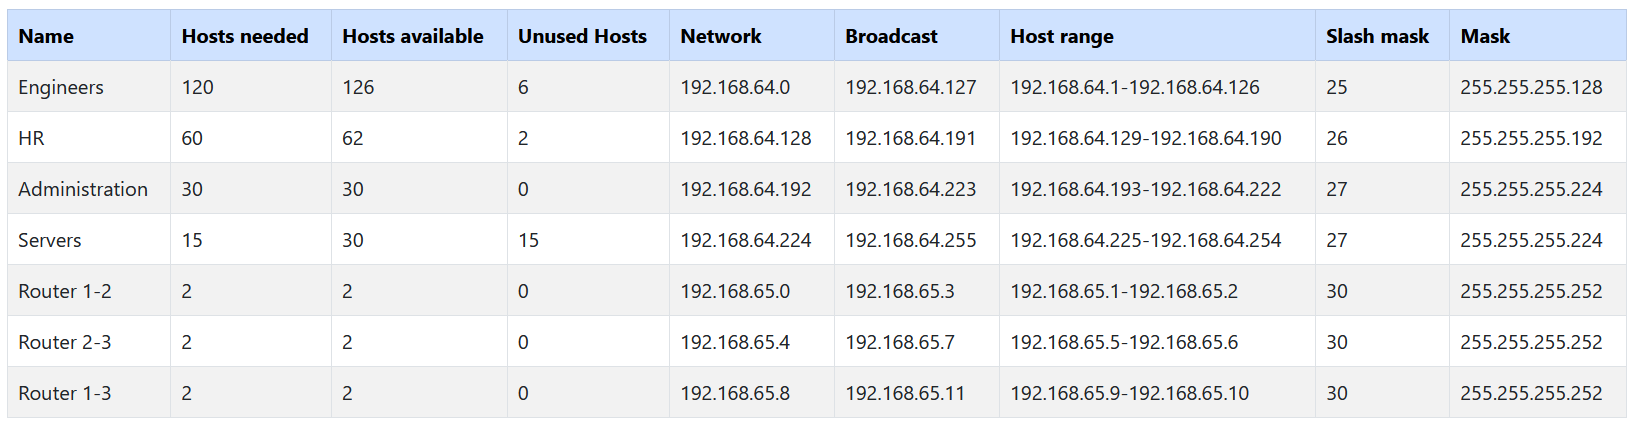 Name Hosts needed Hosts available Unused Hosts Network Broadcast Host range Slash mask Mask
Engineers 120 126 6 192.168.64.0 192.168.64.127 192.168.64.1-192.168.64.126 25 255.255.255.128
HR 60 62 2 192.168.64.128 192.168.64.191 192.168.64.129-192.168.64.190 26 255.255.255.192
Administration 30 30 0 192.168.64.192 192.168.64.223 192.168.64.193-192.168.64.222 27 255.255.255.224
Servers 15 30 15 192.168.64.224 192.168.64.255 192.168.64.225-192.168.64.254 27 255.255.255.224
Router 1-2 2 2 0 192.168.65.0 192.168.65.3 192.168.65.1-192.168.65.2 30 255.255.255.252
Router 2-3 2 2 0 192.168.65.4 192.168.65.7 192.168.65.5-192.168.65.6 30 255.255.255.252
Router 1-3 2 2 0 192.168.65.8 192.168.65.11 192.168.65.9-192.168.65.10 30 255.255.255.252